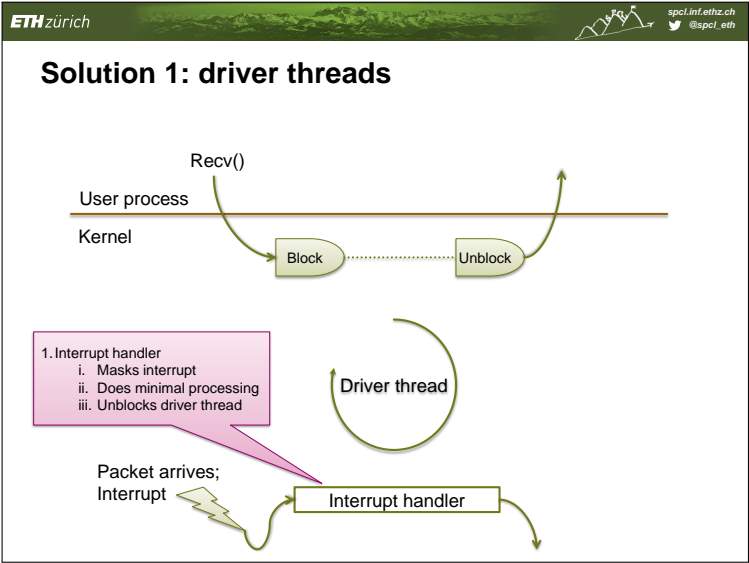 ETH zürich
spcl.inf.ethz.ch
@spcl_eth
Solution 1: driver threads
Recv()
User process
Kernel
Block
Unblock
1. Interrupt handler
i. Masks interrupt
ii. Does minimal processing
iii. Unblocks driver thread
Driver thread
Packet arrives;
Interrupt
Interrupt handler